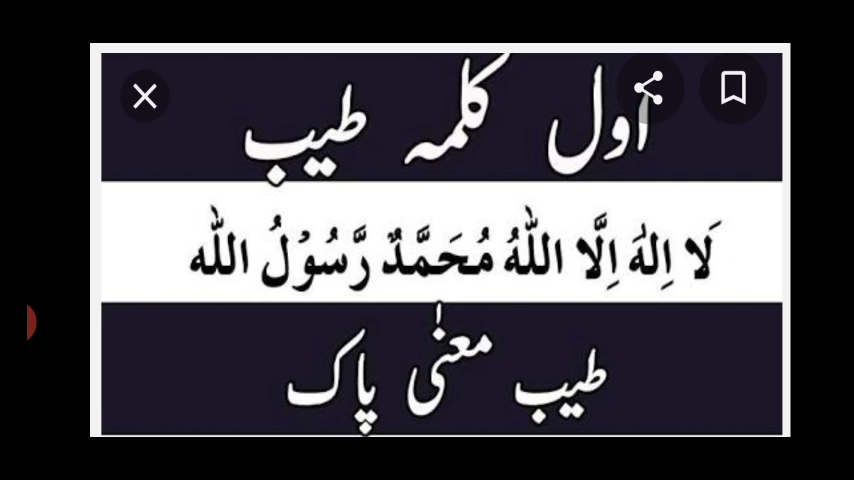 اول کلمہ طیب
لَا اِلٰهَ اِلَّا اللّٰهُ مُحَمَّدٌ رَّسُوْلُ اللّٰه
طیب معنٰی پاک